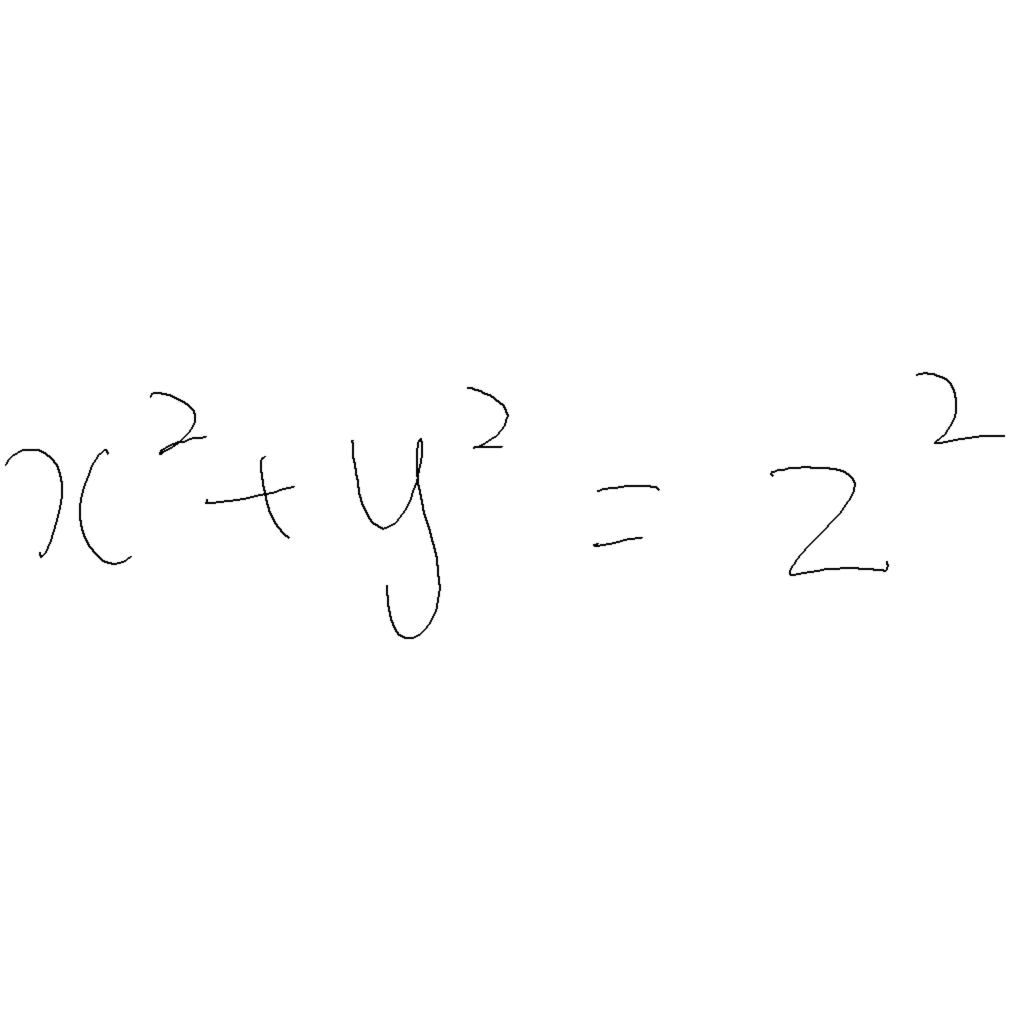 x² + y² = z²